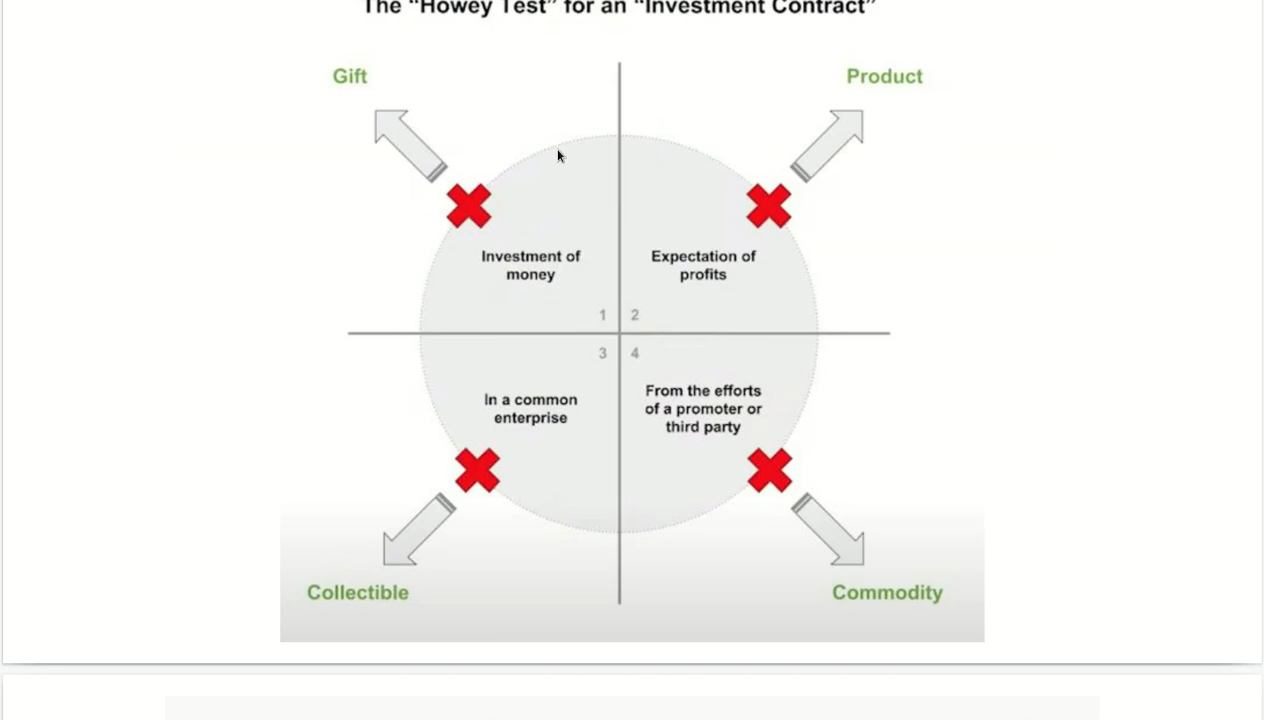 The “Howey Test” for an “Investment Contract”
Gift
Product
Investment of
money
Expectation of
profits
1
2
3
4
In a common
enterprise
From the efforts
of a promoter or
third party
Collectible
Commodity